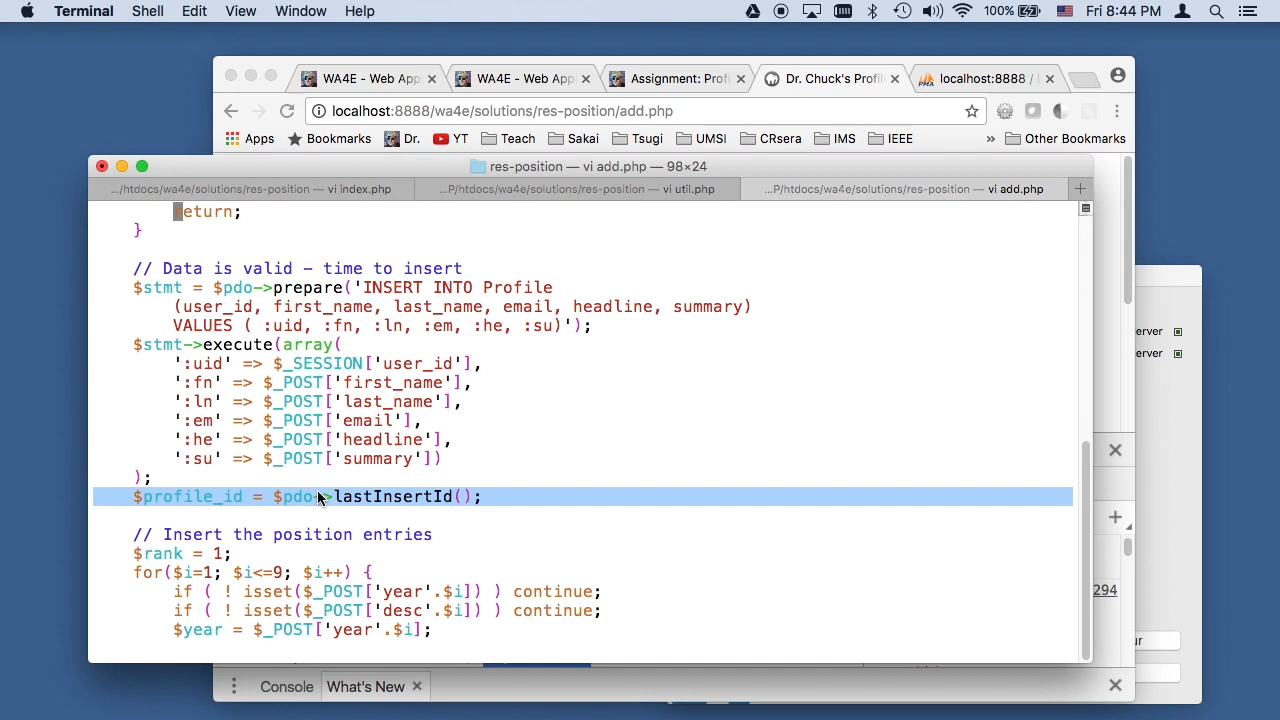 Terminal Shell Edit View Window Help 100% Fri 8:44 PM
WA4E - Web App WA4E - Web App Assignment: Profi Dr. Chuck's Profil localhost:8888 /
localhost:8888/wa4e/solutions/res-position/add.php
Apps Bookmarks Dr. YT Teach Sakai Tsugi UMSI CRsera IMS IEEE » Other Bookmarks
res-position — vi add.php — 98×24
.../htdocs/wa4e/solutions/res-position — vi index.php ...P/htdocs/wa4e/solutions/res-position — vi util.php ...P/htdocs/wa4e/solutions/res-position — vi add.php
return;
}
// Data is valid - time to insert
$stmt = $pdo->prepare('INSERT INTO Profile
(user_id, first_name, last_name, email, headline, summary)
VALUES ( :uid, :fn, :ln, :em, :he, :su)');
$stmt->execute(array(
':uid' => $_SESSION['user_id'],
':fn' => $_POST['first_name'],
':ln' => $_POST['last_name'],
':em' => $_POST['email'],
':he' => $_POST['headline'],
':su' => $_POST['summary'])
);
$profile_id = $pdo->lastInsertId();
// Insert the position entries
$rank = 1;
for($i=1; $i<=9; $i++) {
if ( ! isset($_POST['year'.$i]) ) continue;
if ( ! isset($_POST['desc'.$i]) ) continue;
$year = $_POST['year'.$i];
erver
erver
294
ur
Console What's New